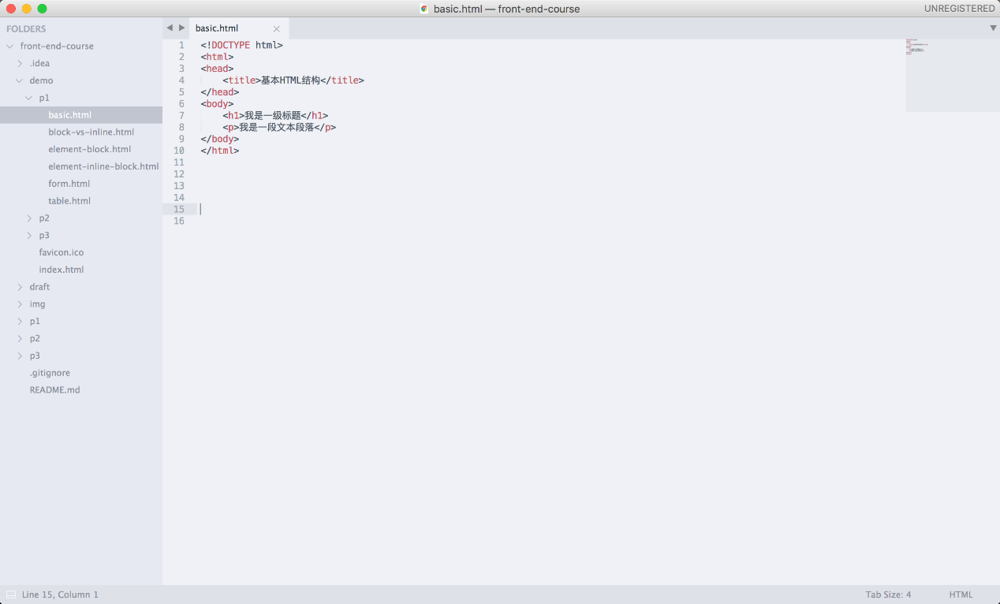 basic.html — front-end-course
UNREGISTERED
FOLDERS
front-end-course
.idea
demo
p1
basic.html
block-vs-inline.html
element-block.html
element-inline-block.html
form.html
table.html
p2
p3
favicon.ico
index.html
draft
img
p1
p2
p3
.gitignore
README.md
basic.html
1 <!DOCTYPE html>
2 <html>
3 <head>
4     <title>基本HTML结构</title>
5 </head>
6 <body>
7     <h1>我是一级标题</h1>
8     <p>我是一段文本段落</p>
9 </body>
10 </html>
11
12
13
14
15
16
Line 15, Column 1
Tab Size: 4
HTML